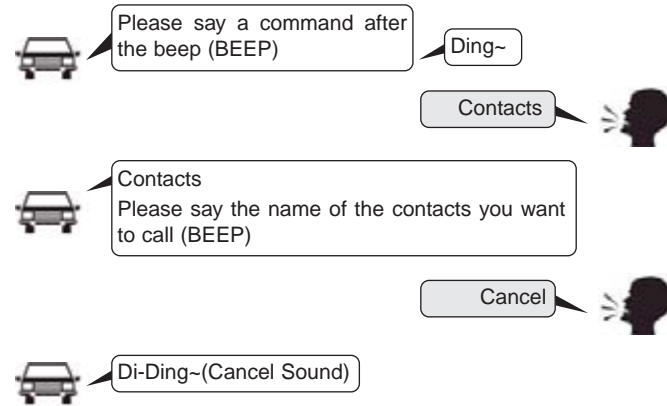 Please say a command after
the beep (BEEP)
Ding~
Contacts
Contacts
Please say the name of the contacts you want
to call (BEEP)
Cancel
Di-Ding~(Cancel Sound)